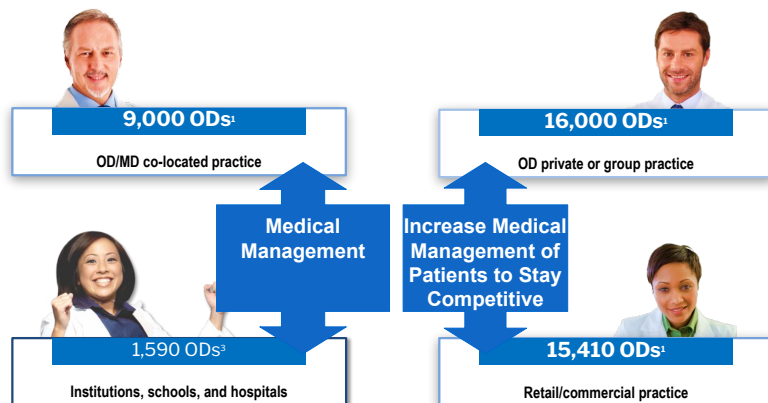 9,000 ODs¹
OD/MD co-located practice
16,000 ODs¹
OD private or group practice
Medical
Management
Increase Medical
Management of
Patients to Stay
Competitive
1,590 ODs³
Institutions, schools, and hospitals
15,410 ODs¹
Retail/commercial practice